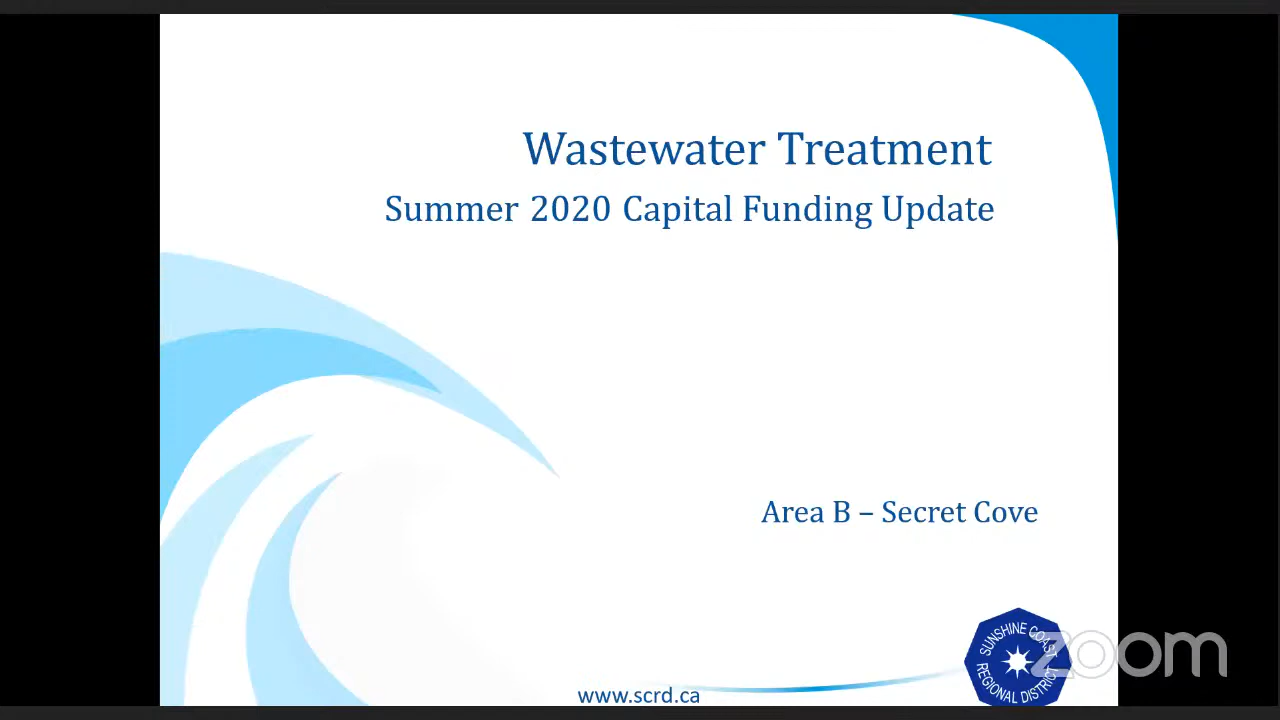 Wastewater Treatment
Summer 2020 Capital Funding Update
Area B – Secret Cove
SUNSHINE COAST
REGIONAL DISTRICT
zoom
www.scrd.ca